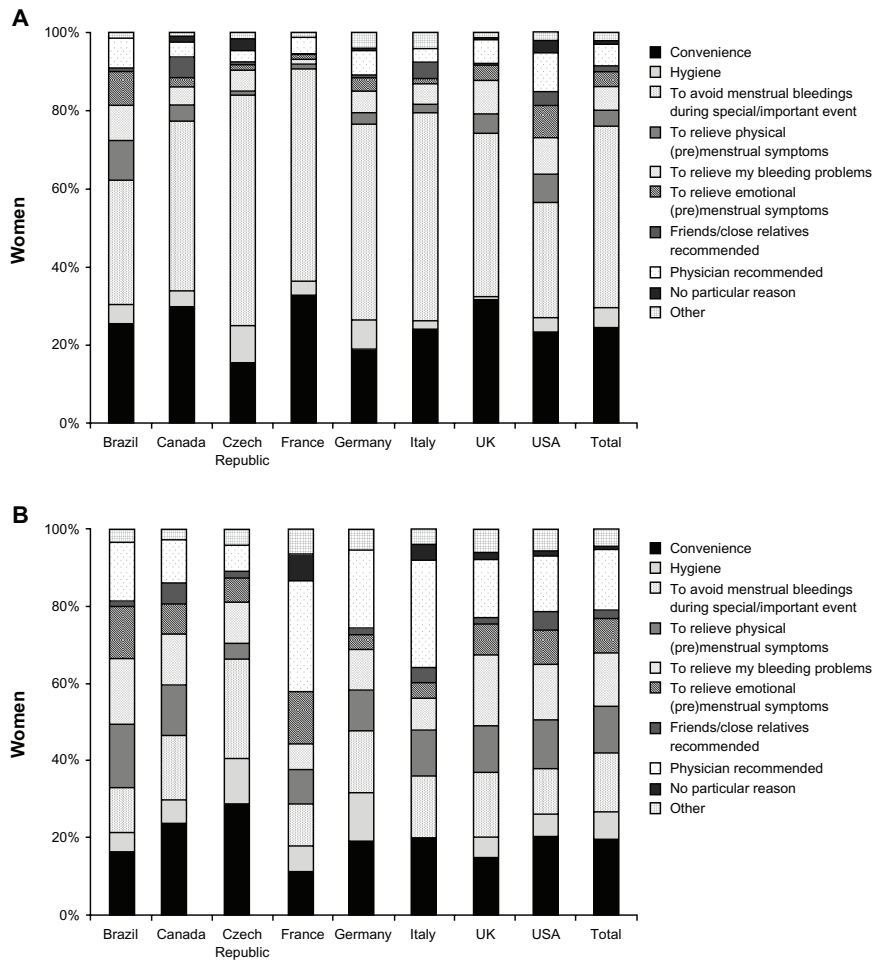 A
100%
80%
60%
40%
20%
0%
Women
Brazil
Canada
Czech
Republic
France
Germany
Italy
UK
USA
Total
Convenience
Hygiene
To avoid menstrual bleedings
during special/important event
To relieve physical
(pre)menstrual symptoms
To relieve my bleeding problems
To relieve emotional
(pre)menstrual symptoms
Friends/close relatives
recommended
Physician recommended
No particular reason
Other
B
100%
80%
60%
40%
20%
0%
Women
Brazil
Canada
Czech
Republic
France
Germany
Italy
UK
USA
Total
Convenience
Hygiene
To avoid menstrual bleedings
during special/important event
To relieve physical
(pre)menstrual symptoms
To relieve my bleeding problems
To relieve emotional
(pre)menstrual symptoms
Friends/close relatives
recommended
Physician recommended
No particular reason
Other